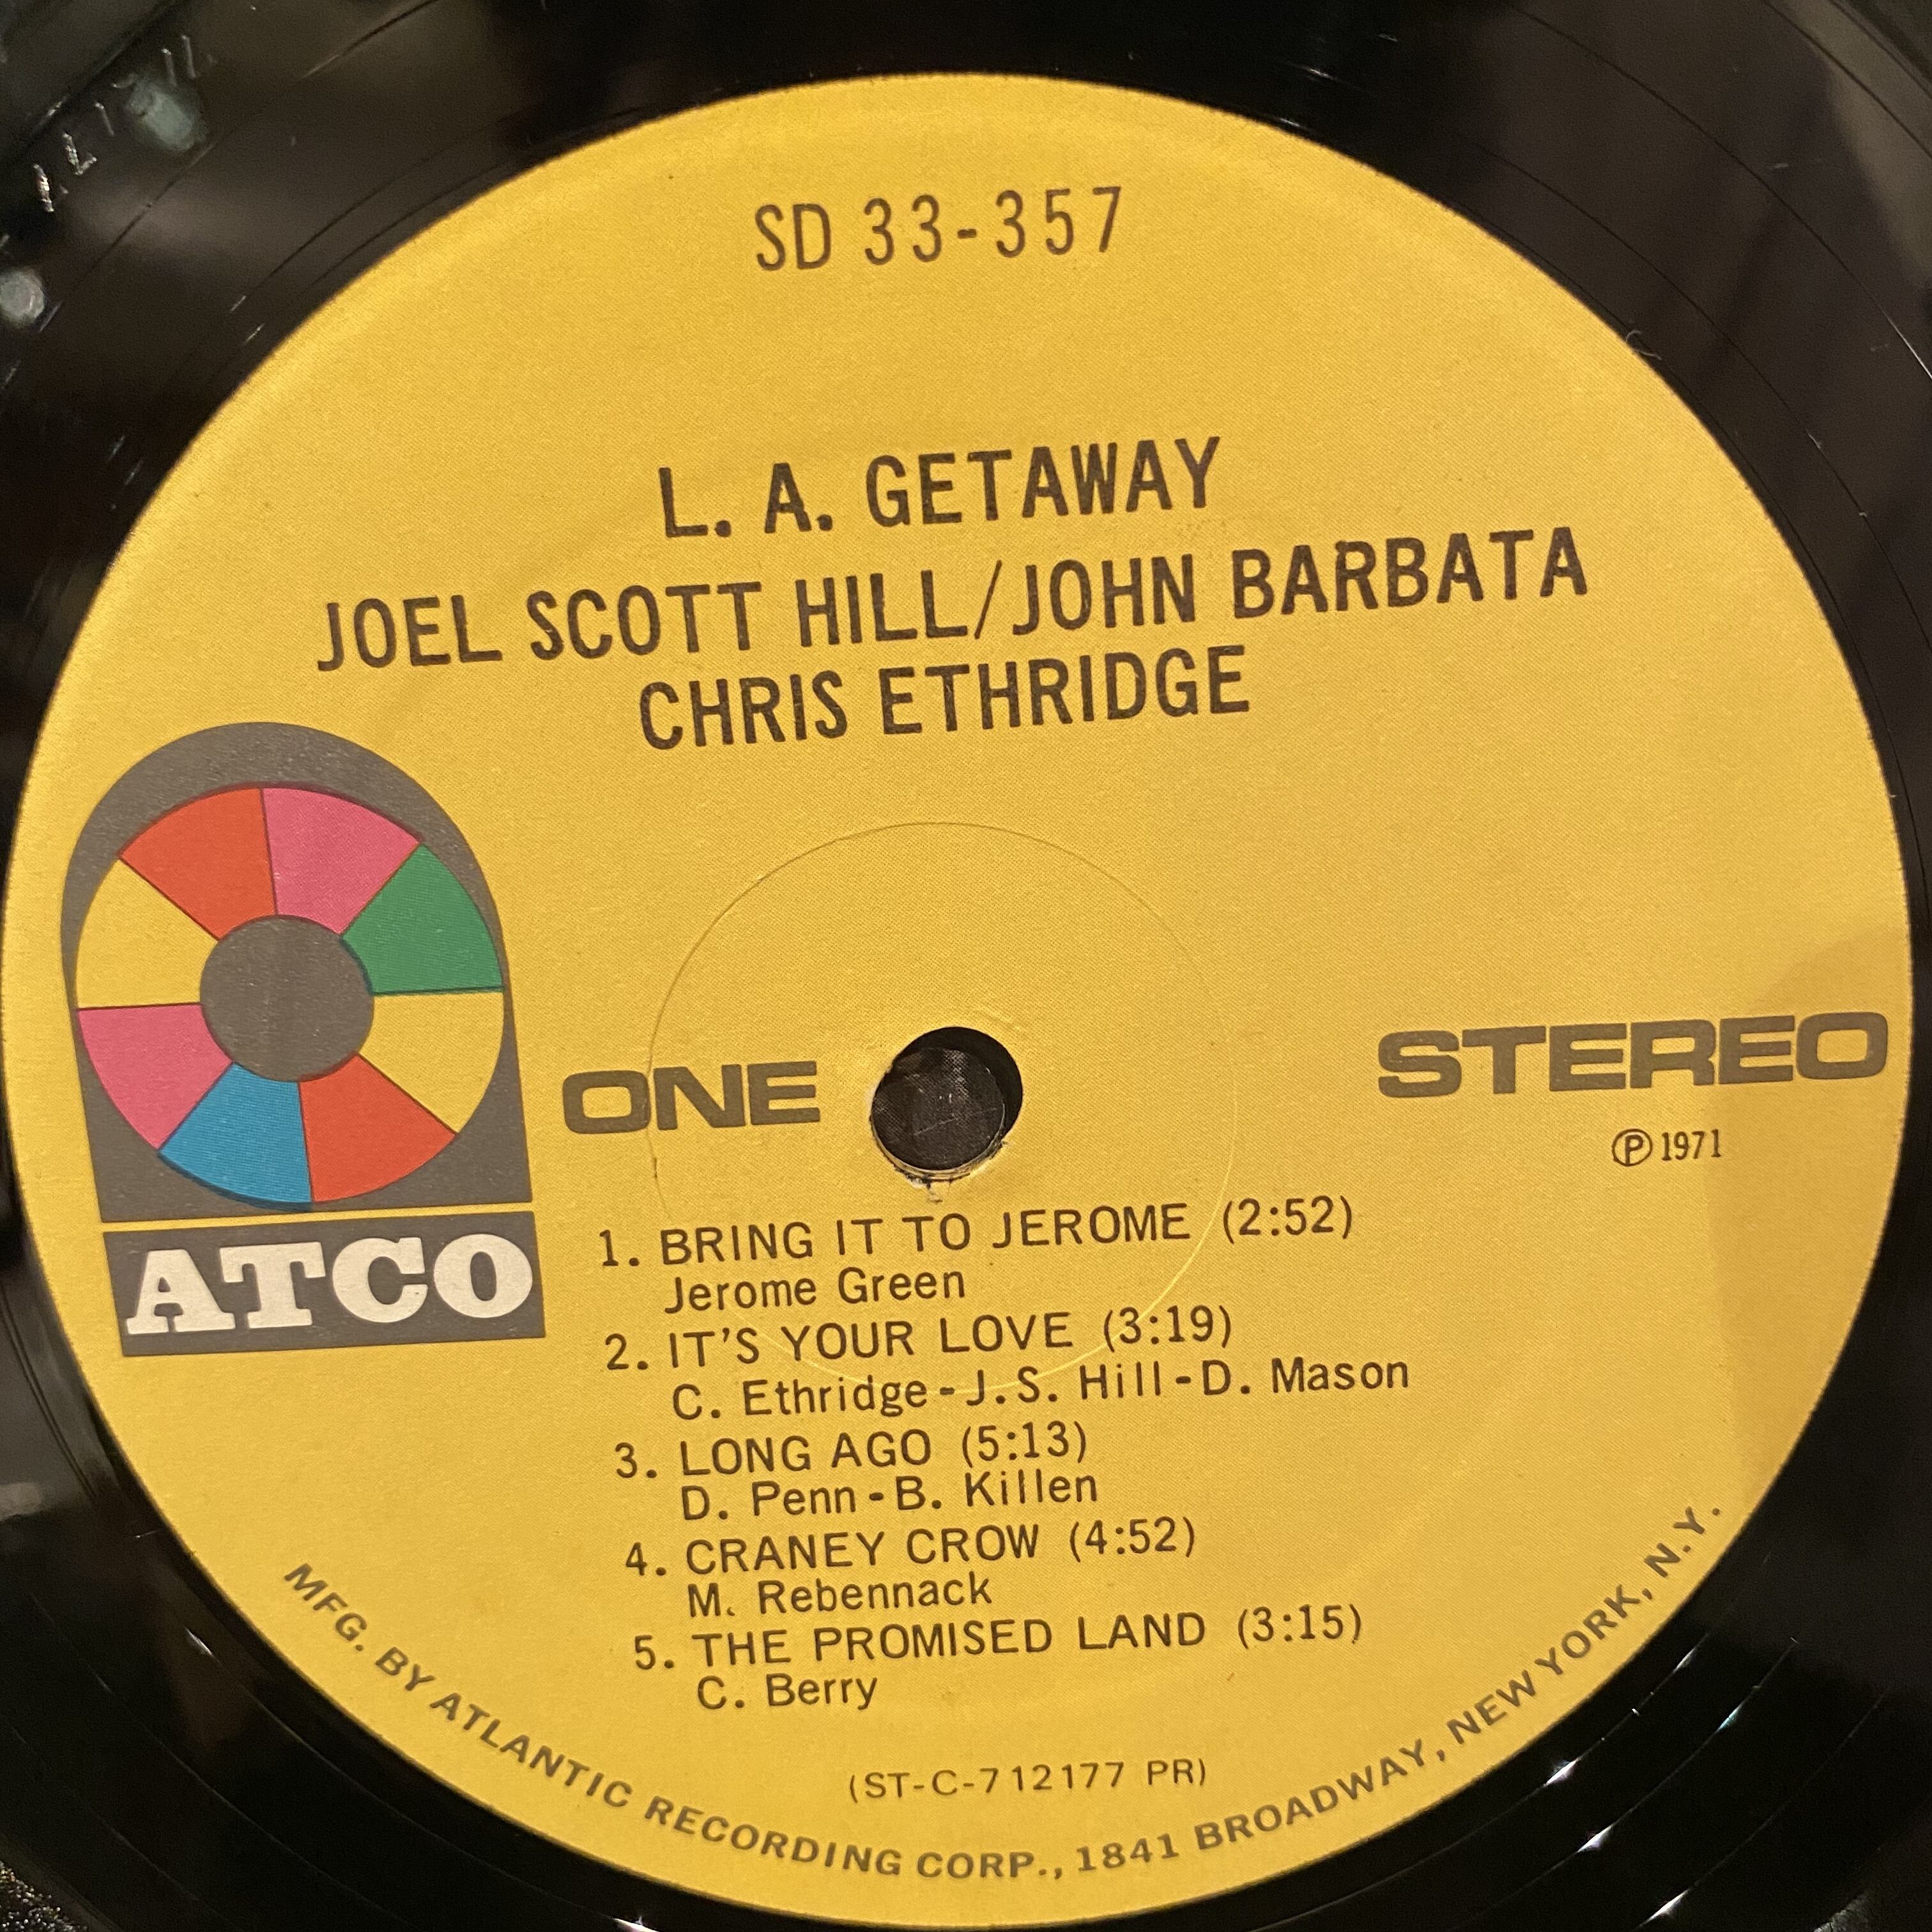 SD 33-357
L. A. GETAWAY
JOEL SCOTT HILL/JOHN BARBATA
CHRIS ETHRIDGE
ATCO
ONE
STEREO
Ⓟ 1971
1. BRING IT TO JEROME (2:52)
Jerome Green
2. IT'S YOUR LOVE (3:19)
C. Ethridge-J.S. Hill-D. Mason
3. LONG AGO (5:13)
D. Penn-B. Killen
4. CRANEY CROW (4:52)
M. Rebennack
5. THE PROMISED LAND (3:15)
C. Berry
(ST-C-712177 PR)
MFG. BY ATLANTIC RECORDING CORP., 1841 BROADWAY, NEW YORK, N.Y.